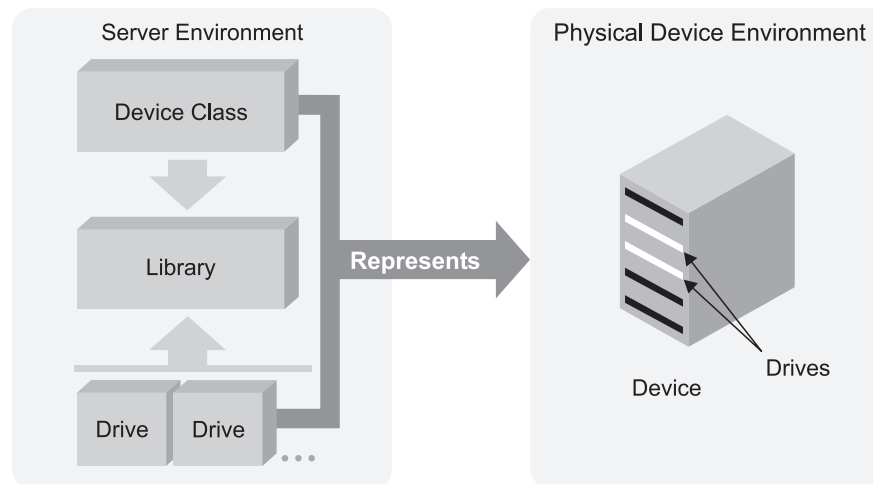 Server Environment
Device Class
Library
Drive
Drive
...
Represents
Physical Device Environment
Device
Drives